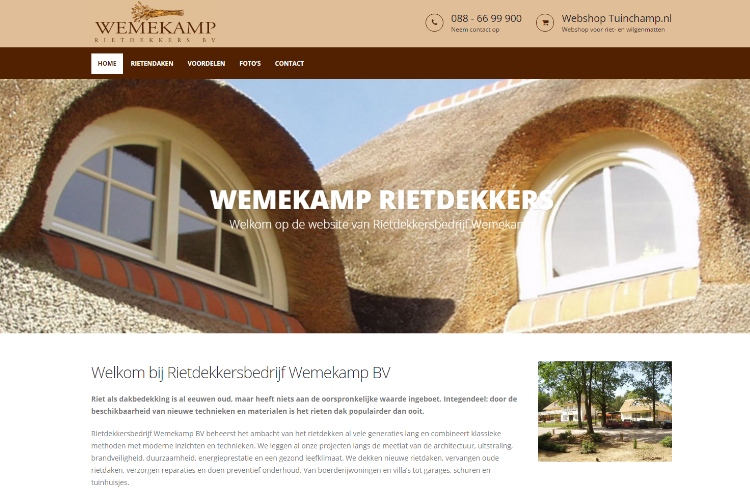 WEMEKAMP
RIETDEKKERS BV
088 - 66 99 900
Neem contact op
Webshop Tuinchamp.nl
Webshop voor riet- en wilgenmatten
HOME RIETENDAKEN VOORDELEN FOTO'S CONTACT
WEMEKAMP RIETDEKKERS
Welkom op de website van Rietdekkersbedrijf Wemekamp
Welkom bij Rietdekkersbedrijf Wemekamp BV
Riet als dakbedekking is al eeuwen oud, maar heeft niets aan de oorspronkelijke waarde ingeboet. Integendeel: door de
beschikbaarheid van nieuwe technieken en materialen is het rieten dak populairder dan ooit.
Rietdekkersbedrijf Wemekamp BV beheerst het ambacht van het rietdekken al vele generaties lang en combineert klassieke
methoden met moderne inzichten en technieken. We leggen al onze projecten langs de meetlat van de architectuur, uitstraling,
brandveiligheid, duurzaamheid, energieprestatie en een gezond leefklimaat. We dekken nieuwe rietdaken, vervangen oude
rietdaken, verzorgen reparaties en doen preventief onderhoud. Van boerderijwoningen en villa's tot garages, schuren en
tuinhuisjes.